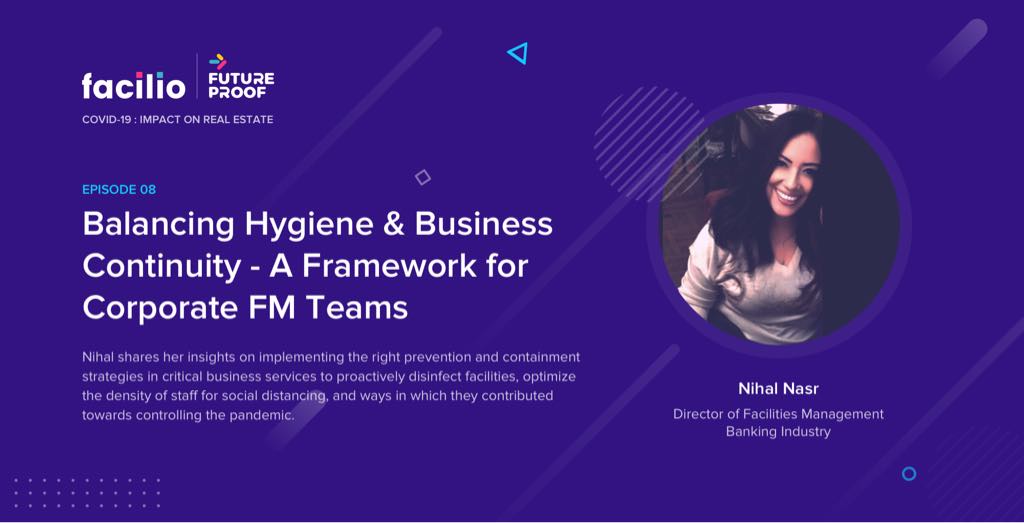 facilio
FUTURE
PROOF
COVID-19 : IMPACT ON REAL ESTATE
EPISODE 08
Balancing Hygiene & Business
Continuity - A Framework for
Corporate FM Teams
Nihal shares her insights on implementing the right prevention and containment
strategies in critical business services to proactively disinfect facilities, optimize
the density of staff for social distancing, and ways in which they contributed
towards controlling the pandemic.
Nihal Nasr
Director of Facilities Management
Banking Industry